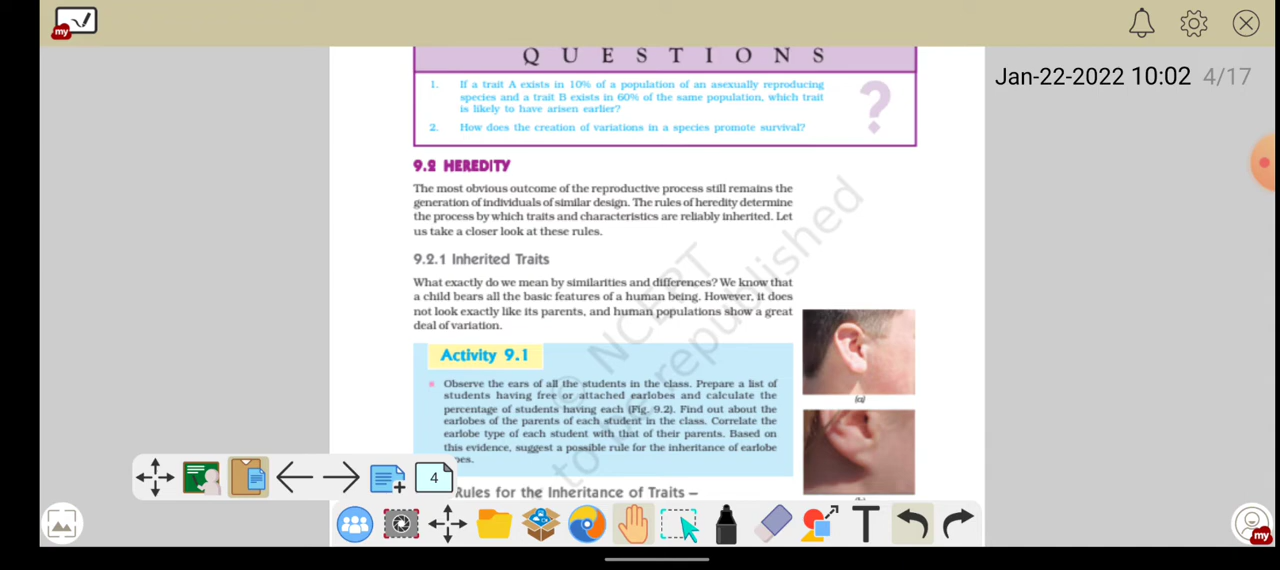 my
Jan-22-2022 10:02 4/17
Q U E S T I O N S
1. If a trait A exists in 10% of a population of an asexually reproducing
species and a trait B exists in 60% of the same population, which trait
is likely to have arisen earlier?
2. How does the creation of variations in a species promote survival?
?
9.2 HEREDITY
The most obvious outcome of the reproductive process still remains the
generation of individuals of similar design. The rules of heredity determine
the process by which traits and characteristics are reliably inherited. Let
us take a closer look at these rules.
9.2.1 Inherited Traits
What exactly do we mean by similarities and differences? We know that
a child bears all the basic features of a human being. However, it does
not look exactly like its parents, and human populations show a great
deal of variation.
Activity 9.1
Observe the ears of all the students in the class. Prepare a list of
students having free or attached earlobes and calculate the
percentage of students having each (Fig. 9.2). Find out about the
earlobes of the parents of each student in the class. Correlate the
earlobe type of each student with that of their parents. Based on
this evidence, suggest a possible rule for the inheritance of earlobe
pes.
(a)
Rules for the Inheritance of Traits –
© NCERT
to be republished
4
T
my